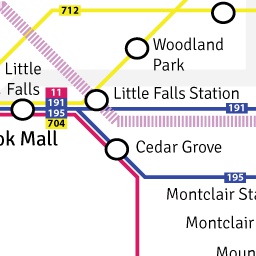 712
Woodland
Park
Little
Falls
11
191
195
704
Little Falls Station
191
ok Mall
Cedar Grove
195
Montclair Sta
Montclair
Moun